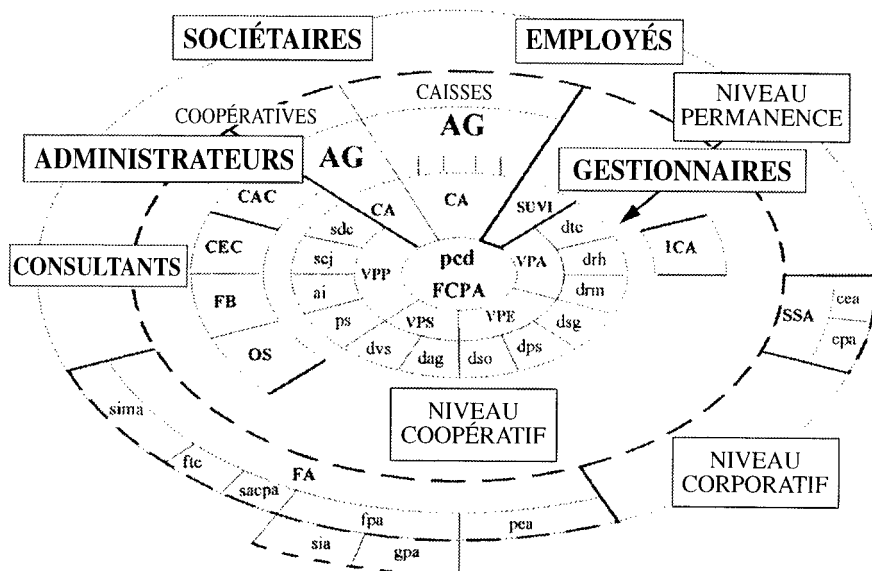 SOCIÉTAIRES
EMPLOYÉS
CAISSES
NIVEAU
PERMANENCE
COOPÉRATIVES
AG
AG
ADMINISTRATEURS
GESTIONNAIRES
CAC
CA
CA
SUVI
sdc
dtc
CEC
scj
VPP
pcd
VPA
drh
ICA
CONSULTANTS
FCPA
drm
FB
ai
SSA
cea
cpa
ps
VPS
VPE
dsg
OS
dvs
dag
dso
dps
sima
NIVEAU
COOPÉRATIF
NIVEAU
CORPORATIF
ftc
FA
sacpa
fpa
pea
sia
gpa